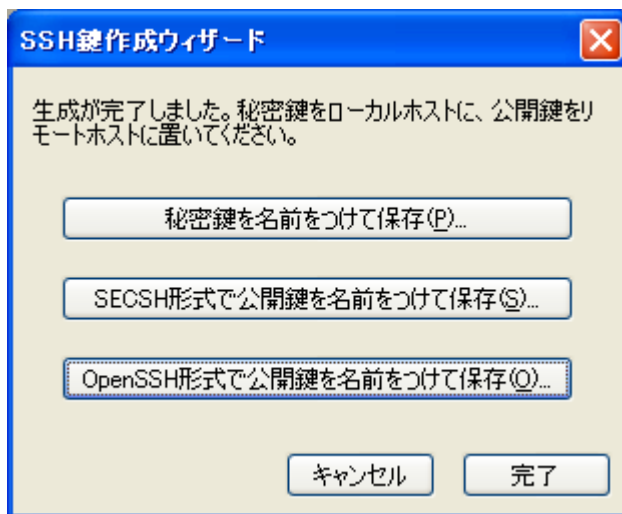 SSH鍵作成ウィザード
生成が完了しました。秘密鍵をローカルホストに、公開鍵をリ
モートホストに置いてください。
秘密鍵を名前をつけて保存(P)...
SECSH形式で公開鍵を名前をつけて保存(S)...
OpenSSH形式で公開鍵を名前をつけて保存(O)...
キャンセル
完了